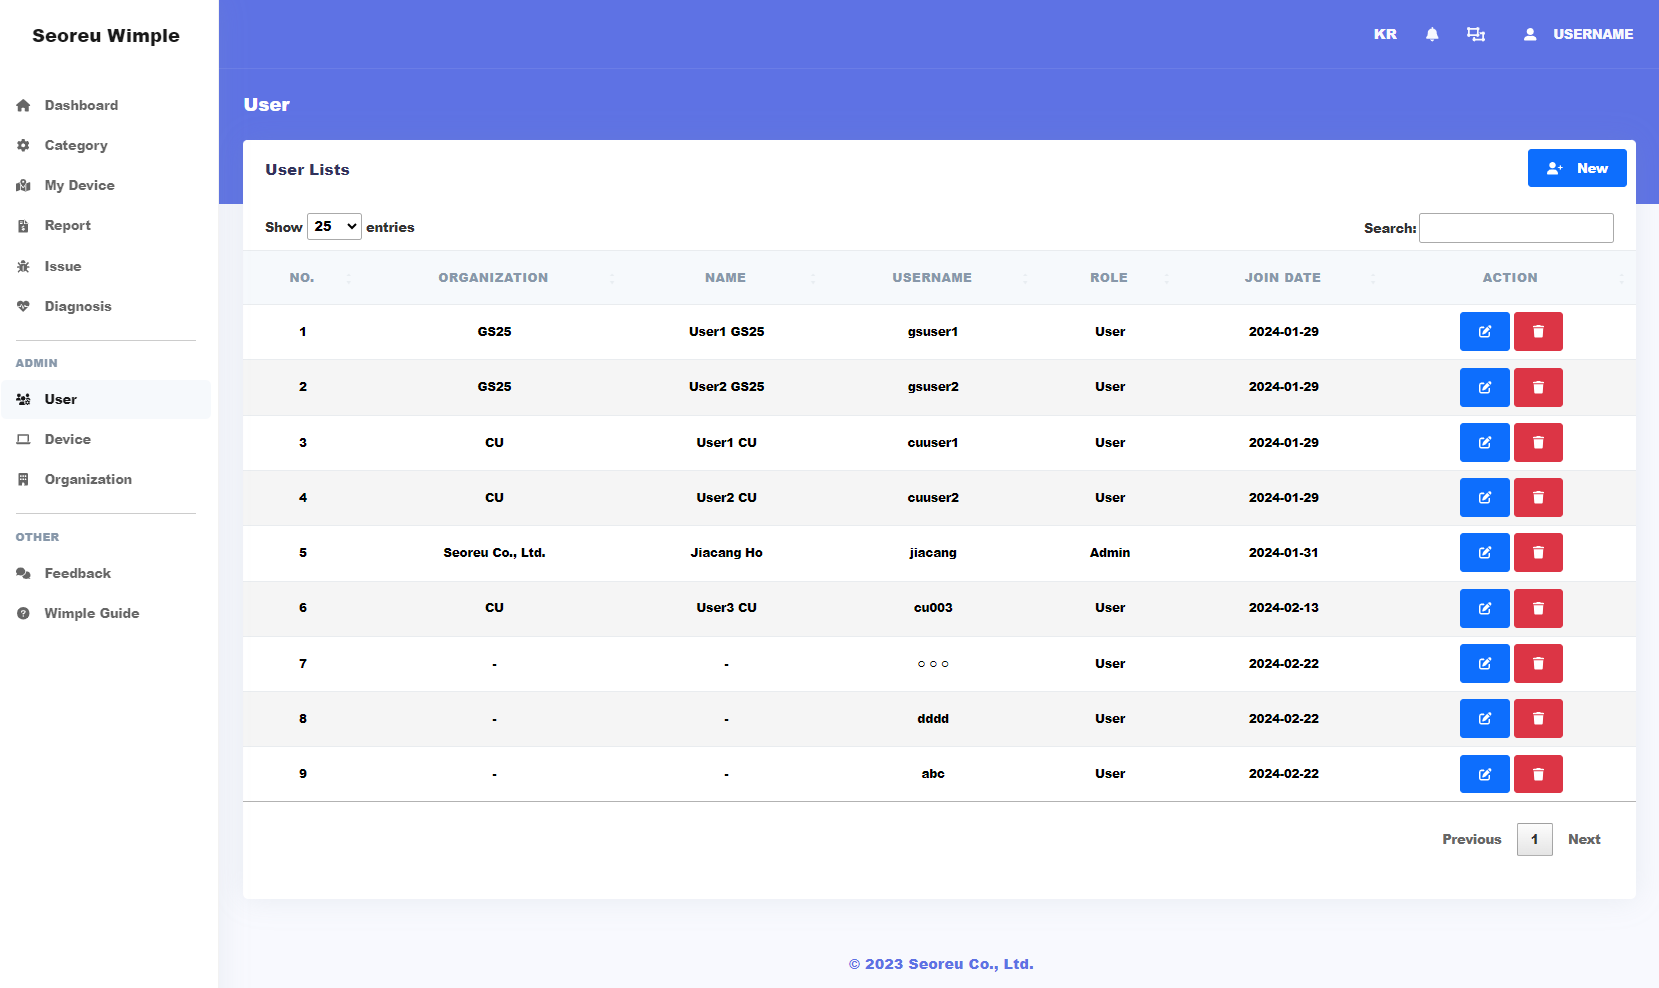 Seoreu Wimple
KR
USERNAME
Dashboard
Category
My Device
Report
Issue
Diagnosis
ADMIN
User
Device
Organization
OTHER
Feedback
Wimple Guide
User
User Lists
New
Show 25 entries
Search:
NO. ORGANIZATION NAME USERNAME ROLE JOIN DATE ACTION
1 GS25 User1 GS25 gsuser1 User 2024-01-29
2 GS25 User2 GS25 gsuser2 User 2024-01-29
3 CU User1 CU cuuser1 User 2024-01-29
4 CU User2 CU cuuser2 User 2024-01-29
5 Seoreu Co., Ltd. Jiacang Ho jiacang Admin 2024-01-31
6 CU User3 CU cu003 User 2024-02-13
7 - - ㅇㅇㅇ User 2024-02-22
8 - - dddd User 2024-02-22
9 - - abc User 2024-02-22
Previous 1 Next
© 2023 Seoreu Co., Ltd.